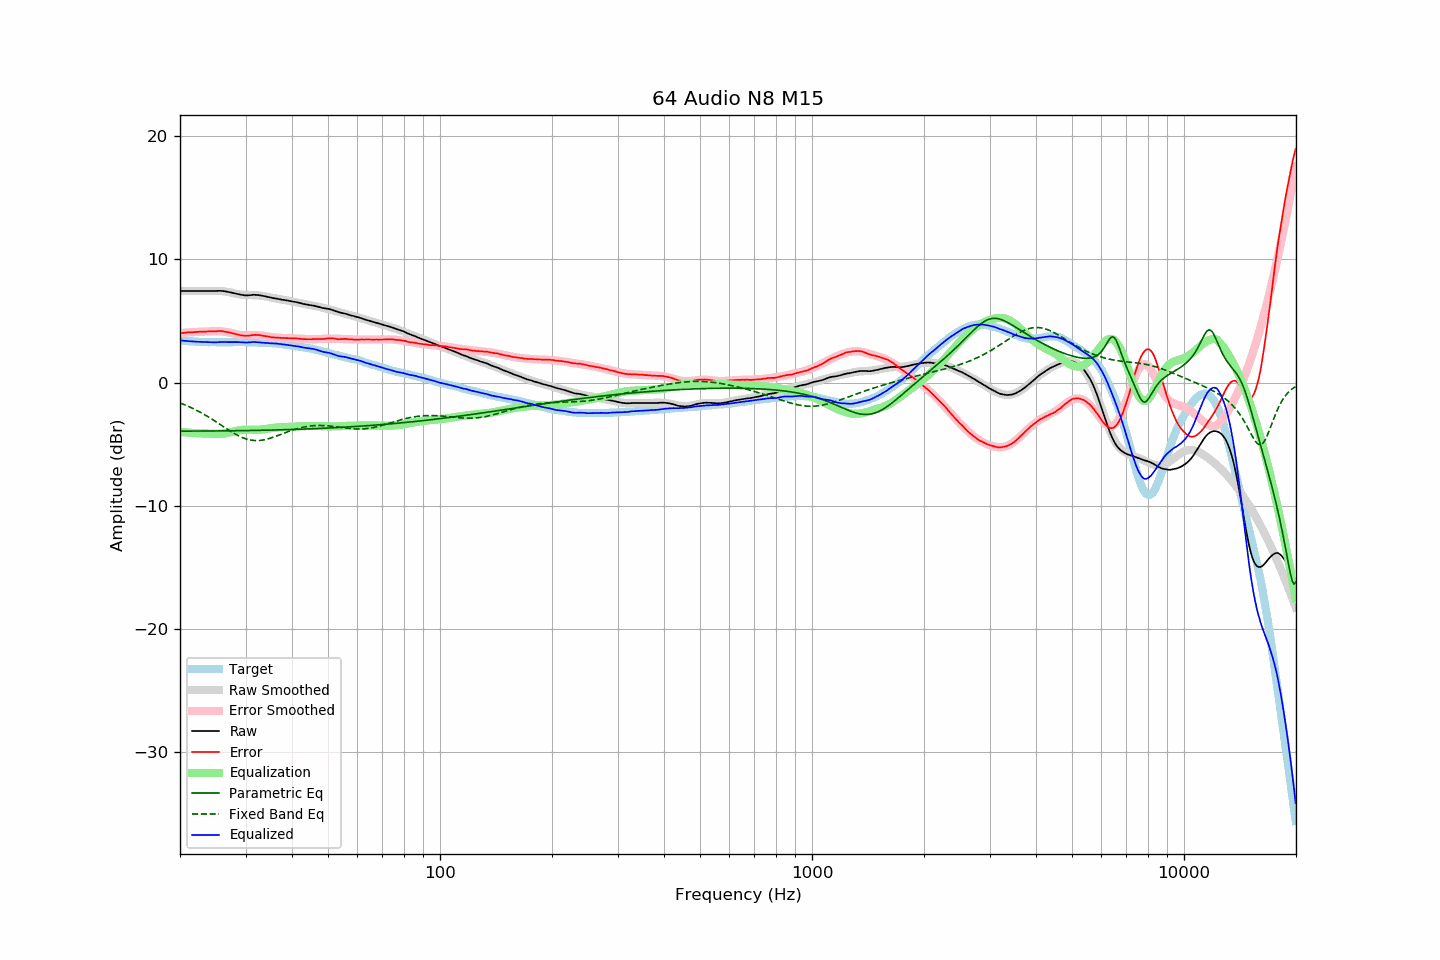 64 Audio N8 M15
20
10
0
−10
−20
−30
Amplitude (dBr)
Target
Raw Smoothed
Error Smoothed
Raw
Error
Equalization
Parametric Eq
Fixed Band Eq
Equalized
100
1000
10000
Frequency (Hz)